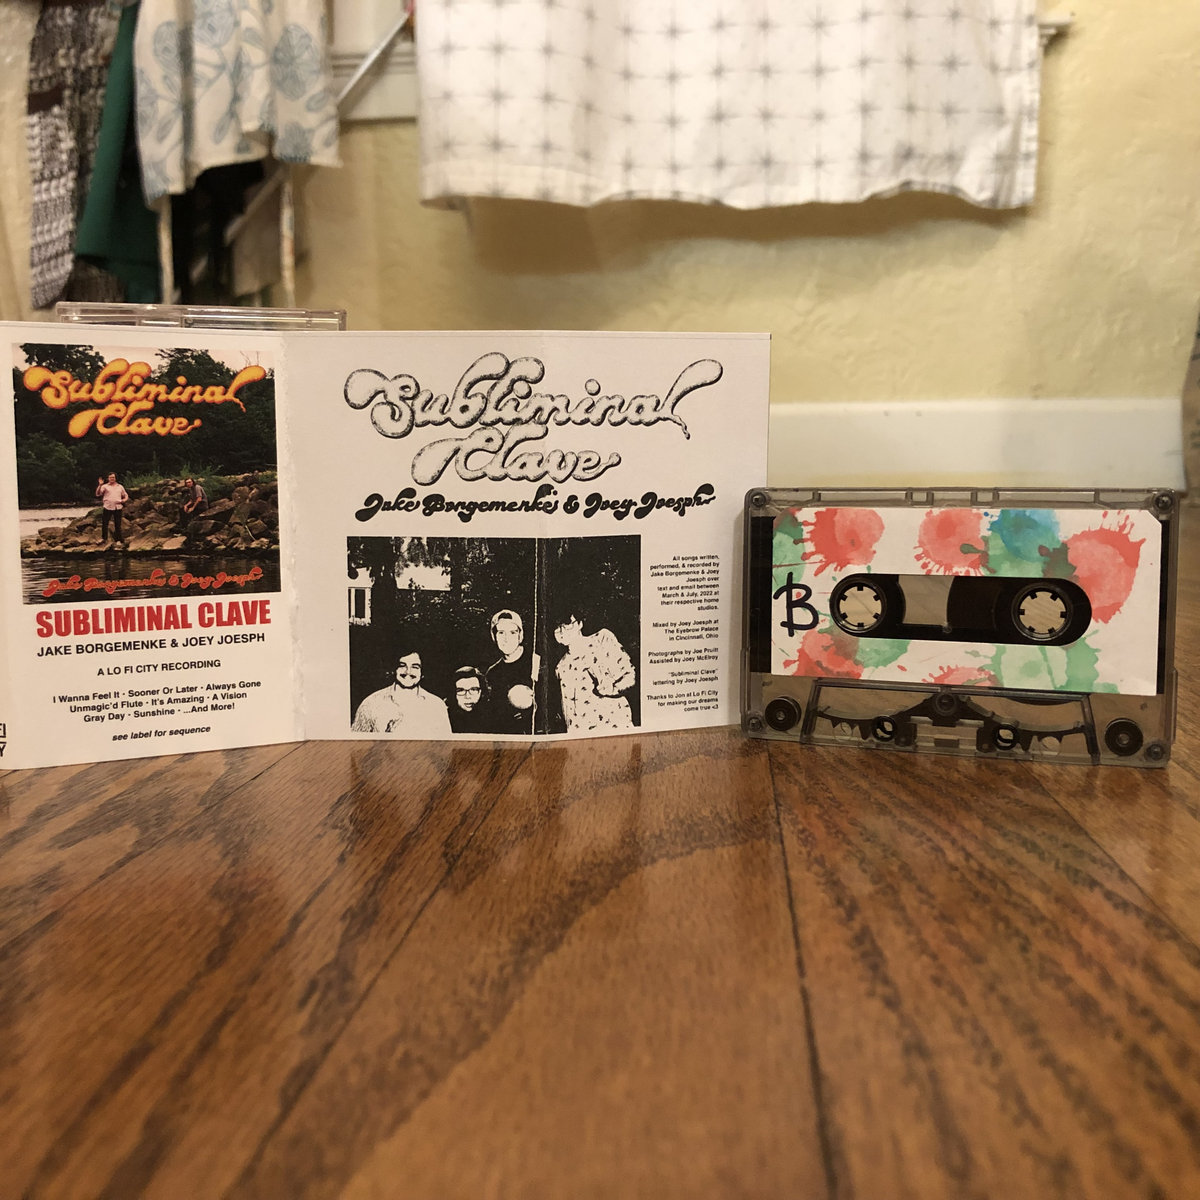 Subliminal
Clave
Jake Borgemenke & Joey Joesph
SUBLIMINAL CLAVE
JAKE BORGEMENKE & JOEY JOESPH
A LO FI CITY RECORDING
I Wanna Feel It · Sooner Or Later · Always Gone
Unmagic'd Flute · It's Amazing · A Vision
Gray Day · Sunshine · ...And More!
see label for sequence
Subliminal
Clave
Jake Borgemenke & Joey Joesph
All songs written,
performed, & recorded by
Jake Borgemenke & Joey
Joesph over
text and email between
March & July, 2022 at
their respective home
studios.
Mixed by Joey Joesph at
The Eyebrow Palace
in Cincinnati, Ohio
Photographs by Joe Pruitt
Assisted by Joey McElroy
"Subliminal Clave"
lettering by Joey Joesph
Thanks to Jon at Lo Fi City
for making our dreams
come true <3
B